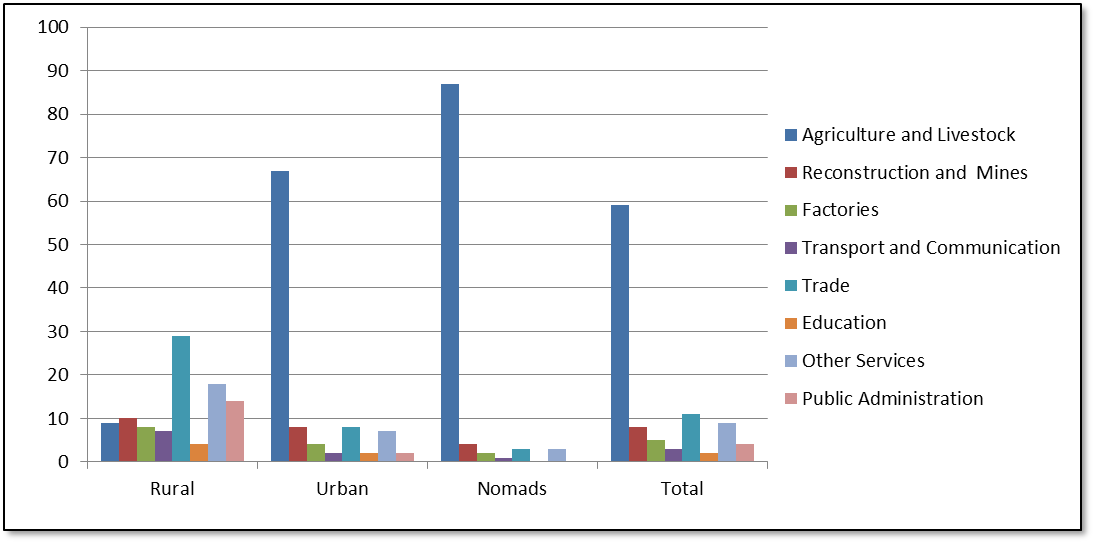 100
90
80
70
60
50
40
30
20
10
0
Rural
Urban
Nomads
Total
Agriculture and Livestock
Reconstruction and  Mines
Factories
Transport and Communication
Trade
Education
Other Services
Public Administration